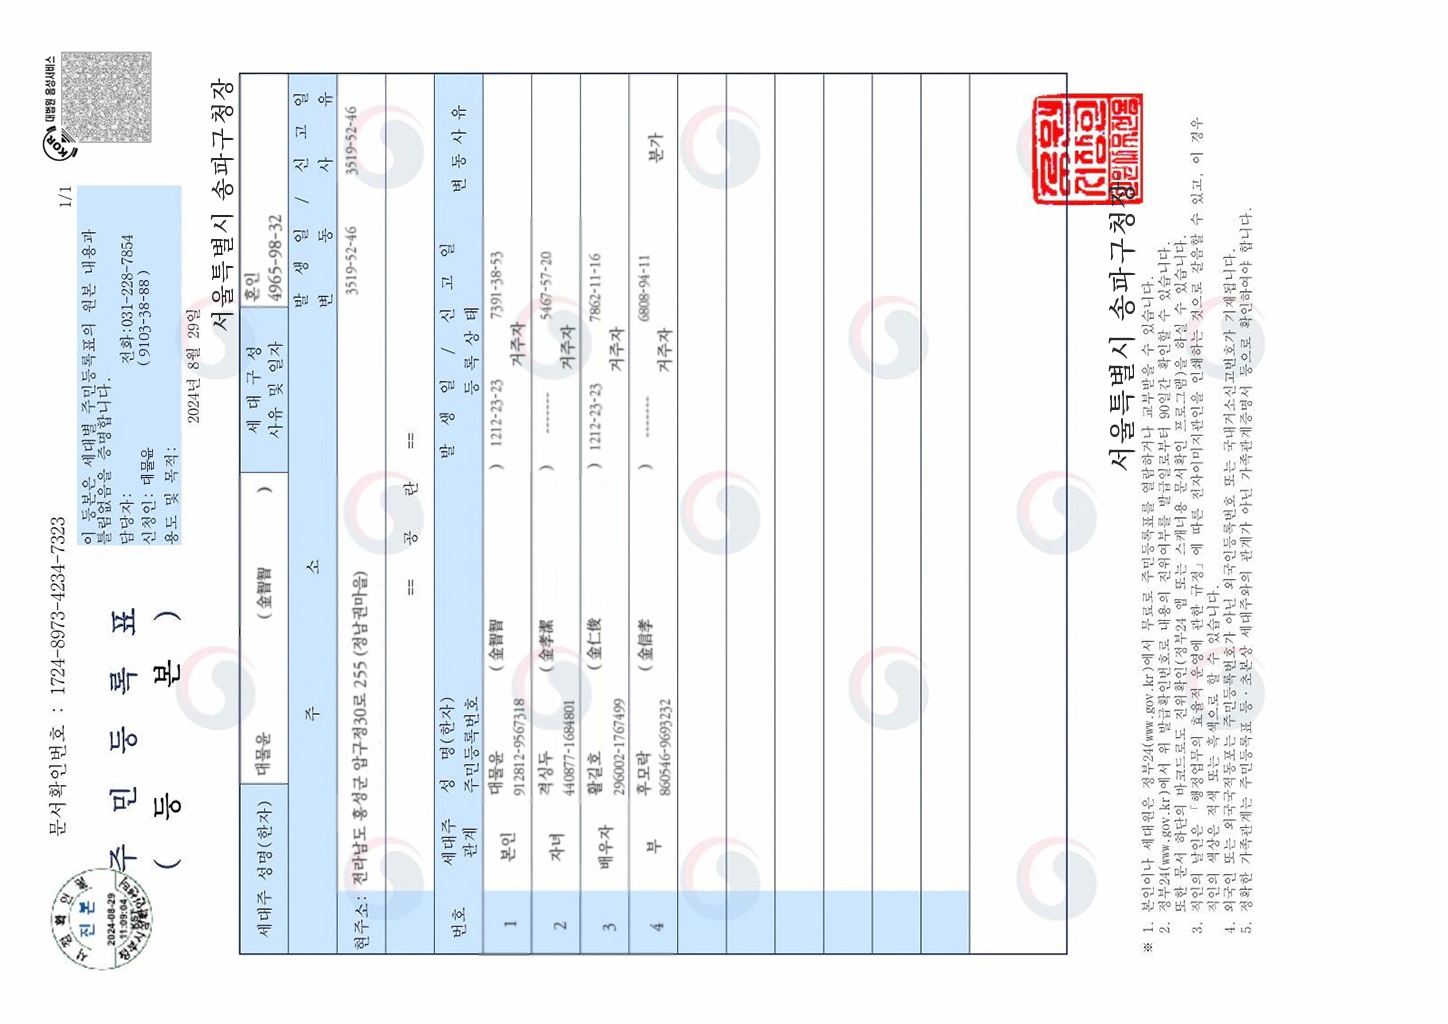 문서확인번호 : 1724-8973-4234-7323
1/1
대법원 음성서비스
주 민 등 록 표
( 등 본 )
이 등본은 세대별 주민등록표의 원본 내용과
틀림없음을 증명합니다.
담당자: 전화:031-228-7854
신청인: 대물윤 (9103-38-88)
용도 및 목적:
2024년 8월 29일
서울특별시 송파구청장
진 본
2024-08-29
11:09:04
세대주 성명(한자) 대물윤 (金智智 ) 세 대 구 성 사유 및 일자 혼인 4965-98-32
주 소 발 생 일 / 신 고 일
변 동 사 유
현주소: 전라남도 홍성군 압구정30로 255 (정남권마을) 3519-52-46 3519-52-46
== 공 란 ==
번호 세대주 관계 성 명(한자) 주민등록번호 발 생 일 / 신 고 일 등 록 상 태 변 동 사 유
1 본인 대물윤 (金智智 ) 1212-23-23 7391-38-53
912812-9567318 거주자
2 자녀 격싱두 (金孝潔 ) ------- 5467-57-20
440877-1684801 거주자
3 배우자 활길호 (金仁俊 ) 1212-23-23 7862-11-16
296002-1767499 거주자
4 부 후모락 (金信孝 ) ------- 6808-94-11
860546-9693232 거주자 분가
서울특별시 송파구청장
※ 1. 본인이나 세대원은 정부24(www.gov.kr)에서 무료로 주민등록표를 열람하거나 교부받을 수 있습니다.
2. 정부24(www.gov.kr)에서 위 발급확인번호로 내용의 진위여부를 발급일로부터 90일간 확인할 수 있습니다.
또한 문서 하단의 바코드로도 진위확인(정부24 앱 또는 스캐너용 문서확인 프로그램)을 하실 수 있습니다.
3. 직인의 날인은 「행정업무의 효율적 운영에 관한 규정」에 따른 전자이미지관인을 인쇄하는 것으로 갈음할 수 있고, 이 경우
직인의 색상은 적색 또는 흑색으로 할 수 있습니다.
4. 외국인 또는 외국국적동포는 주민등록번호가 아닌 외국인등록번호 또는 국내거소신고번호가 기재됩니다.
5. 정확한 가족관계는 주민등록표 등·초본상 세대주와의 관계가 아닌 가족관계증명서 등으로 확인하여야 합니다.